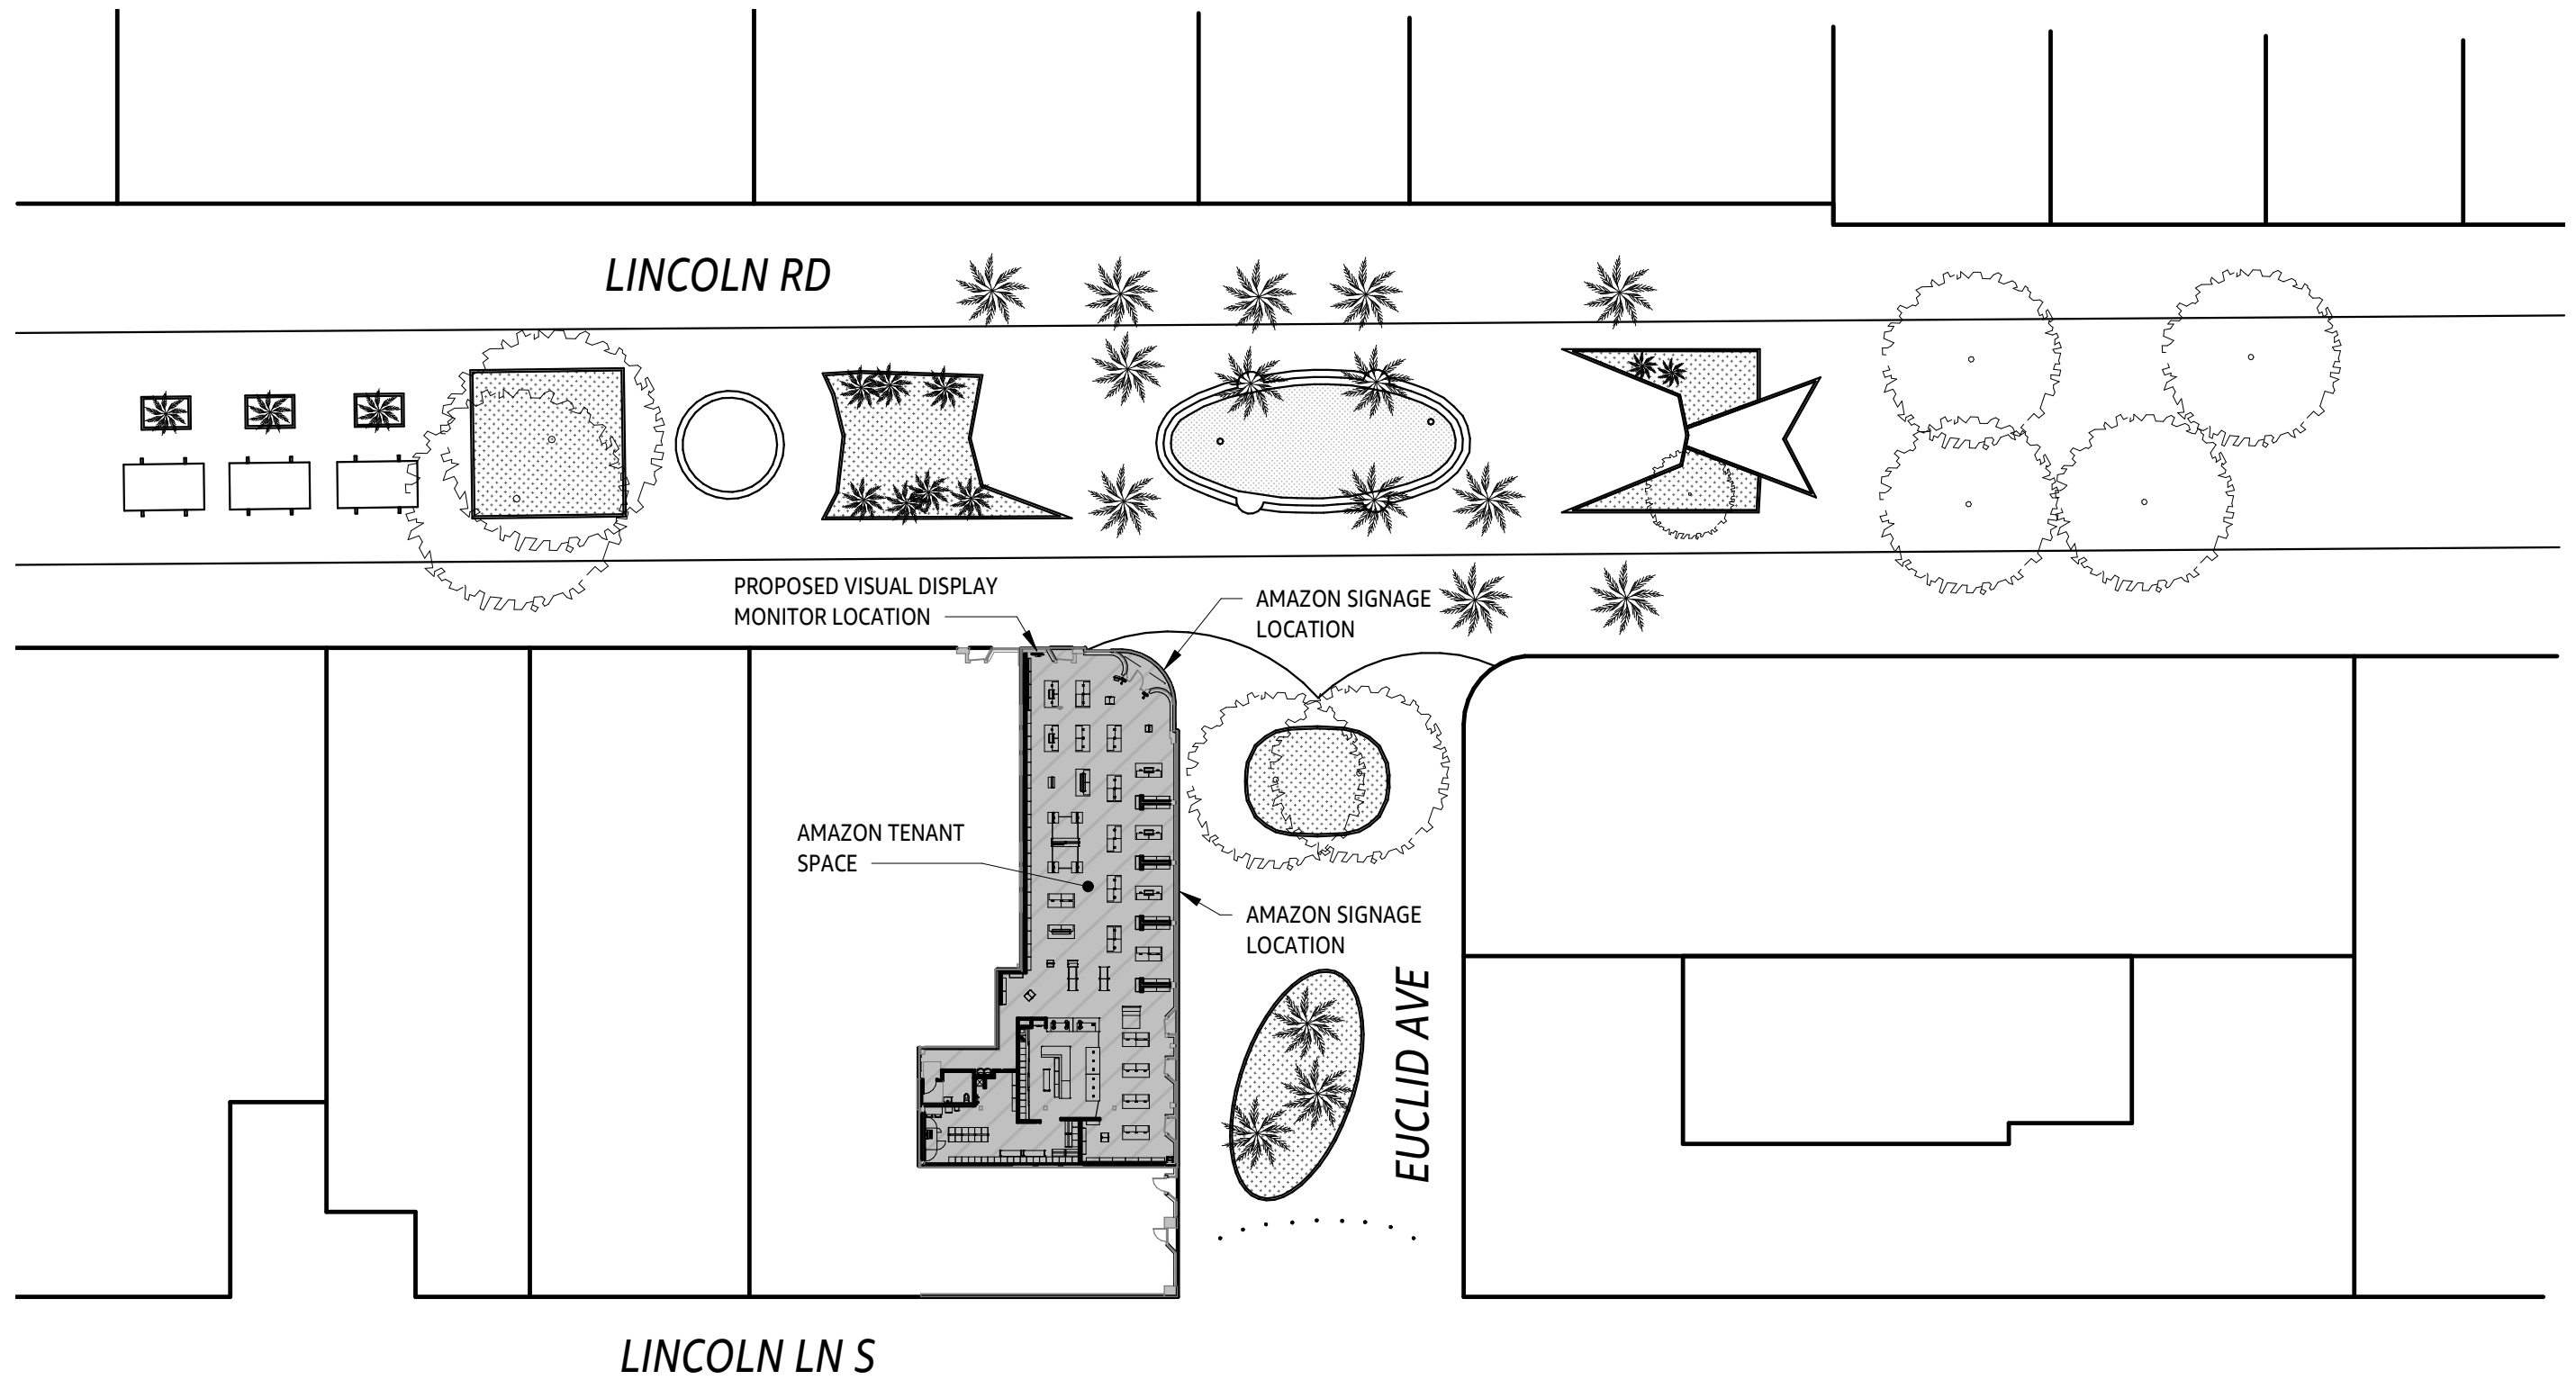 LINCOLN RD
PROPOSED VISUAL DISPLAY
MONITOR LOCATION
AMAZON SIGNAGE
LOCATION
AMAZON TENANT
SPACE
AMAZON SIGNAGE
LOCATION
EUCLID AVE
LINCOLN LN S